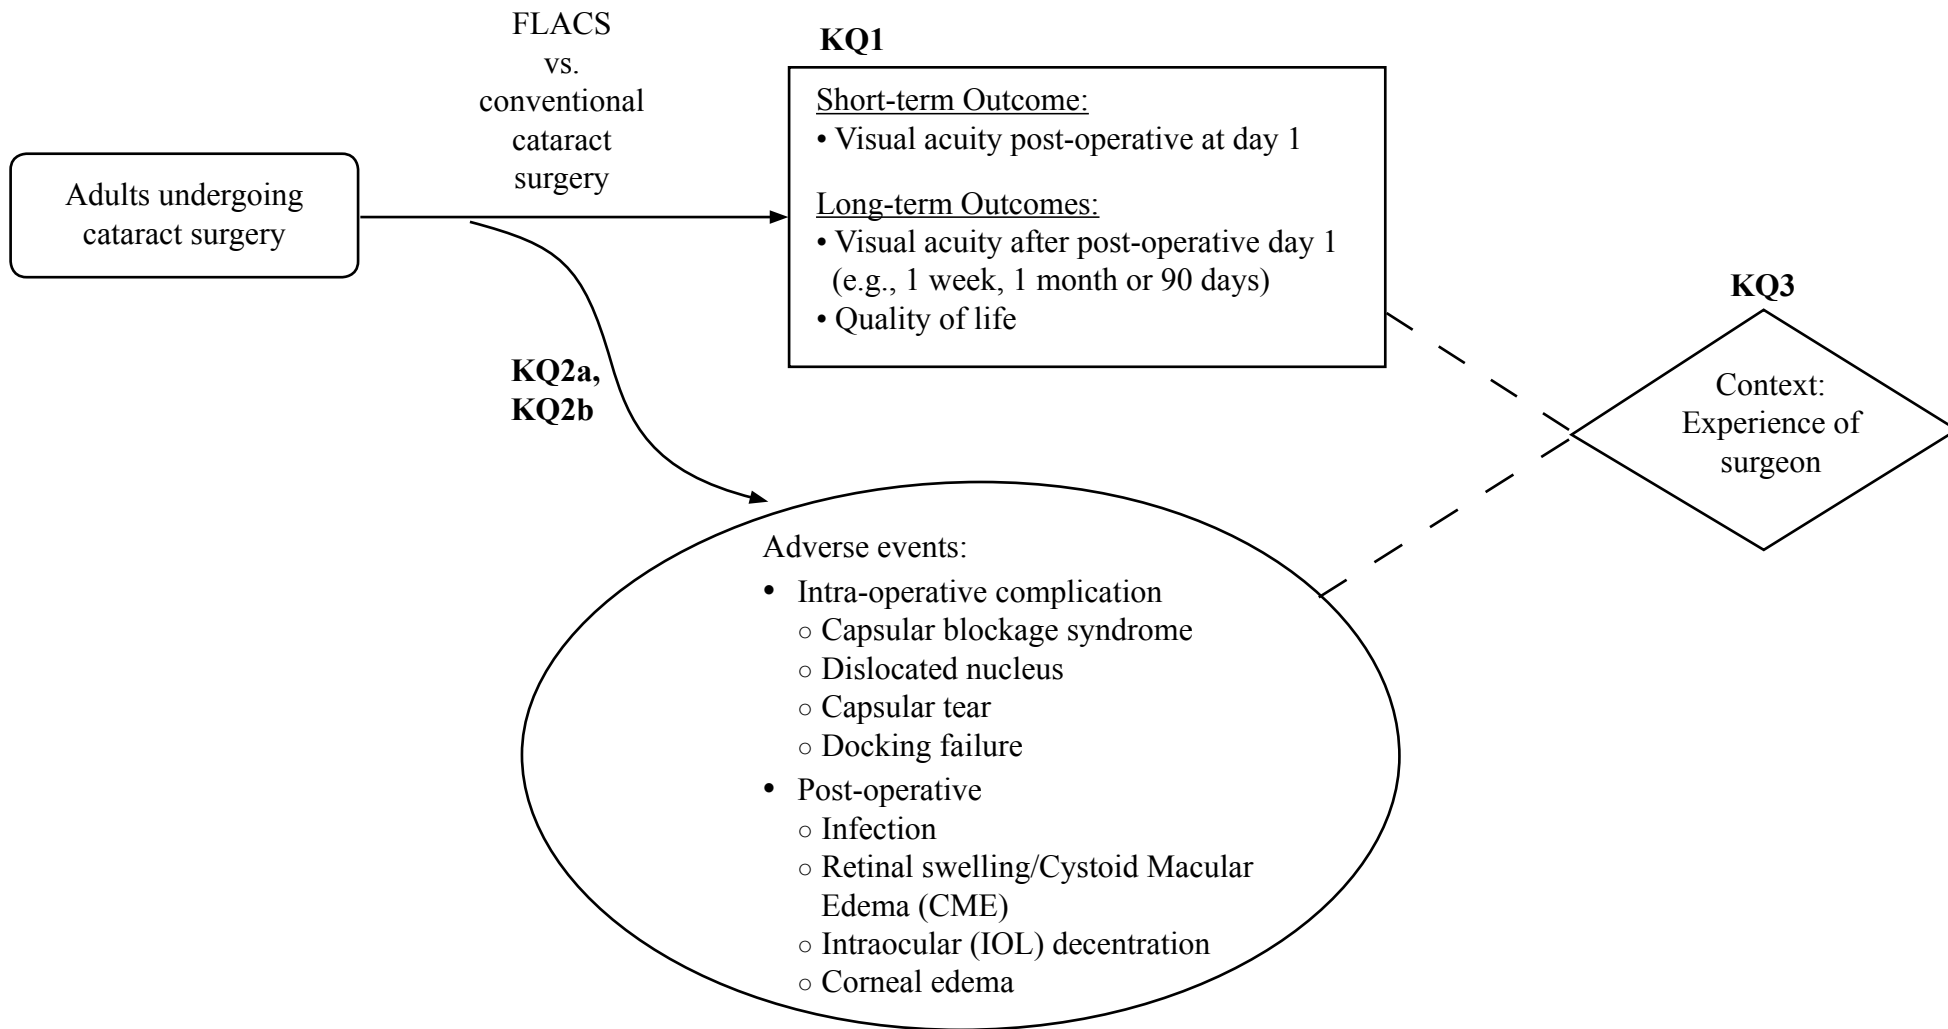 FLACS
vs.
conventional
cataract
surgery
Adults undergoing
cataract surgery
KQ1
Short-term Outcome:
• Visual acuity post-operative at day 1
Long-term Outcomes:
• Visual acuity after post-operative day 1
(e.g., 1 week, 1 month or 90 days)
• Quality of life
KQ2a,
KQ2b
KQ3
Context:
Experience of
surgeon
Adverse events:
• Intra-operative complication
○ Capsular blockage syndrome
○ Dislocated nucleus
○ Capsular tear
○ Docking failure
• Post-operative
○ Infection
○ Retinal swelling/Cystoid Macular
Edema (CME)
○ Intraocular (IOL) decentration
○ Corneal edema